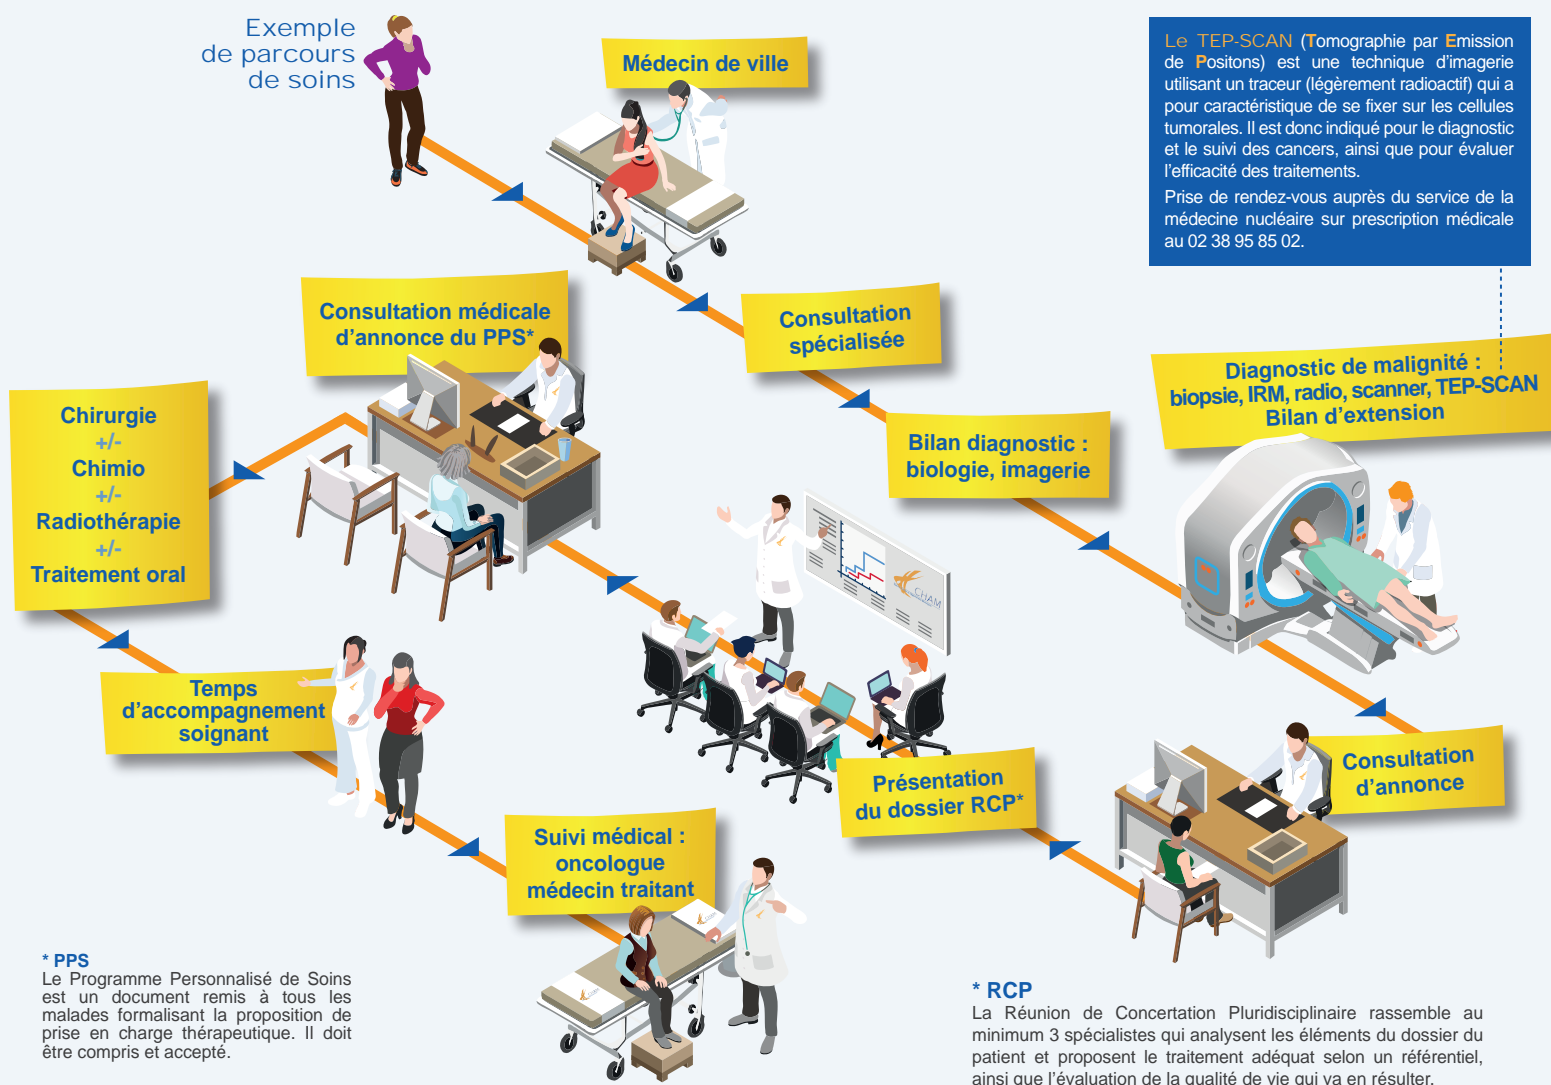 Exemple
de parcours
de soins
Médecin de ville
Le TEP-SCAN (Tomographie par Emission
de Positons) est une technique d’imagerie
utilisant un traceur (légèrement radioactif) qui a
pour caractéristique de se fixer sur les cellules
tumorales. Il est donc indiqué pour le diagnostic
et le suivi des cancers, ainsi que pour évaluer
l’efficacité des traitements.
Prise de rendez-vous auprès du service de la
médecine nucléaire sur prescription médicale
au 02 38 95 85 02.
Consultation
spécialisée
Bilan diagnostic :
biologie, imagerie
Diagnostic de malignité :
biopsie, IRM, radio, scanner, TEP-SCAN
Bilan d’extension
Consultation
d’annonce
Présentation
du dossier RCP*
CHAM
Consultation médicale
d’annonce du PPS*
Chirurgie
+/-
Chimio
+/-
Radiothérapie
+/-
Traitement oral
Temps
d’accompagnement
soignant
Suivi médical :
oncologue
médecin traitant
* PPS
Le Programme Personnalisé de Soins
est un document remis à tous les
malades formalisant la proposition de
prise en charge thérapeutique. Il doit
être compris et accepté.
* RCP
La Réunion de Concertation Pluridisciplinaire rassemble au
minimum 3 spécialistes qui analysent les éléments du dossier du
patient et proposent le traitement adéquat selon un référentiel,
ainsi que l’évaluation de la qualité de vie qui va en résulter.